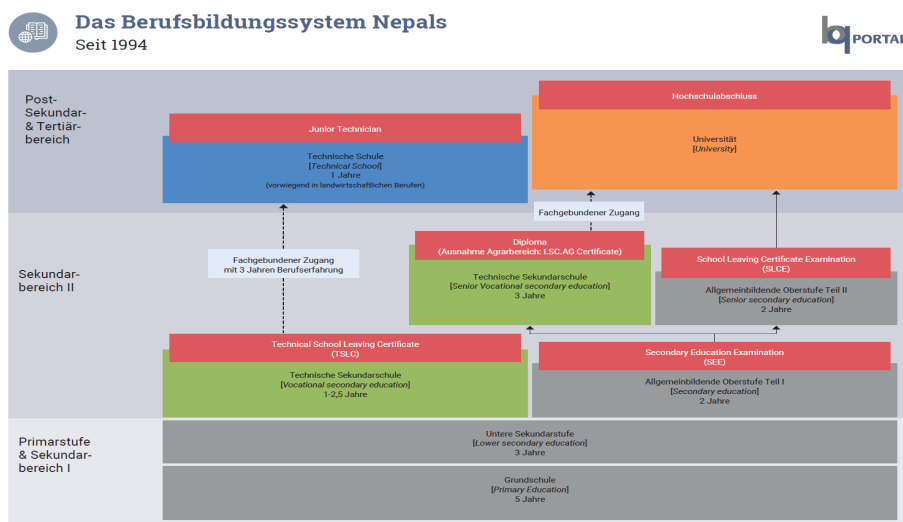 Das Berufsbildungssystem Nepals
Seit 1994
bq PORTAL
Post-
Sekundar-
& Tertiär-
bereich
Hochschulabschluss
Universität
[University]
Junior Technician
Technische Schule
[Technical School]
1 Jahre
(vorwiegend in landwirtschaftlichen Berufen)
Fachgebundener Zugang
Sekundar-
bereich II
Fachgebundener Zugang
mit 3 Jahren Berufserfahrung
Diploma
(Ausnahme Agrarbereich: LSC.AG Certificate)
Technische Sekundarschule
[Senior Vocational secondary education]
3 Jahre
School Leaving Certificate Examination
(SLCE)
Allgemeinbildende Oberstufe Teil II
[Senior secondary education]
2 Jahre
Technical School Leaving Certificate
(TSLC)
Technische Sekundarschule
[Vocational secondary education]
1-2,5 Jahre
Secondary Education Examination
(SEE)
Allgemeinbildende Oberstufe Teil I
[Secondary education]
2 Jahre
Primarstufe
& Sekundar-
bereich I
Untere Sekundarstufe
[Lower secondary education]
3 Jahre
Grundschule
[Primary Education]
5 Jahre